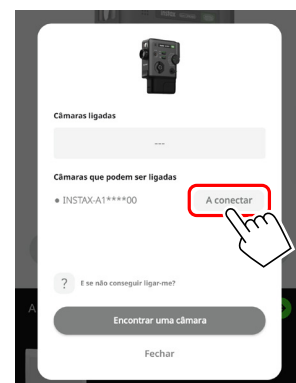 Câmaras ligadas
---
Câmaras que podem ser ligadas
• INSTAX-A1****00
A conectar
? E se não conseguir ligar-me?
Encontrar uma câmara
Fechar
A